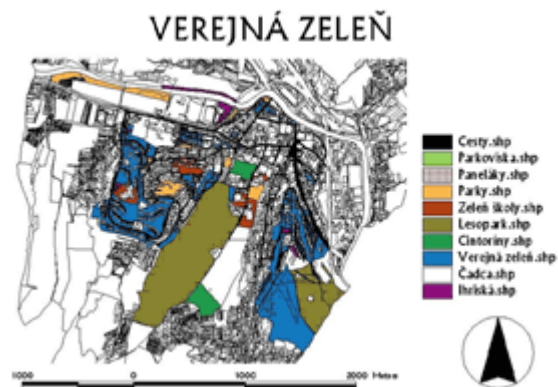 VEREJNÁ ZELEŇ
Cesty.shp
Parkoviska.shp
Paneláky.shp
Parky.shp
Zeleň školy.shp
Lesopark.shp
Cintoríny.shp
Verejná zeleň.shp
Čadca.shp
Ihriská.shp
1000 0 1000 2000